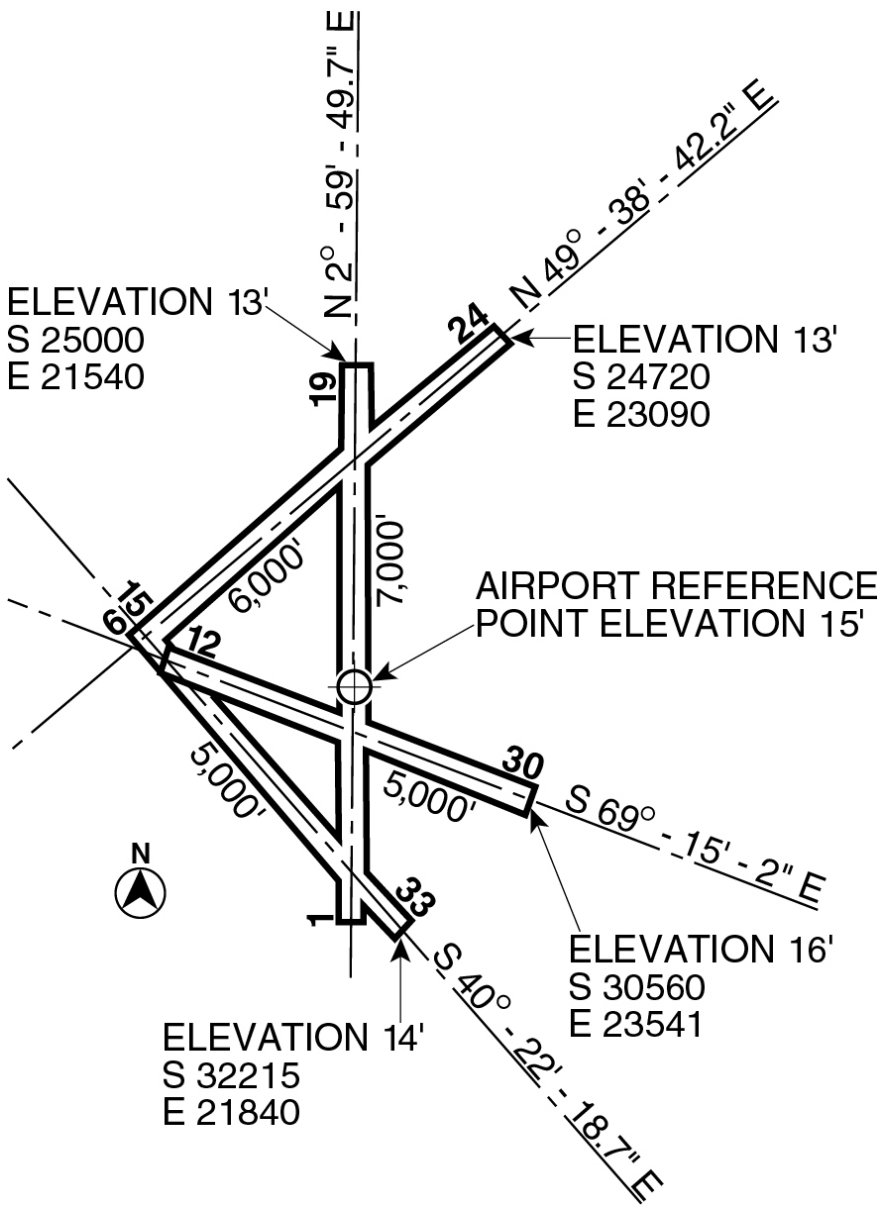 N 2° - 59' - 49.7" E
N 49° - 38' - 42.2" E
ELEVATION 13'
S 25000
E 21540
24
ELEVATION 13'
S 24720
E 23090
19
6,000'
7,000'
AIRPORT REFERENCE
POINT ELEVATION 15'
15
6
12
30
5,000'
5,000'
S 69° - 15' - 2" E
N
1
33
ELEVATION 16'
S 30560
E 23541
S 40° - 22' - 18.7" E
ELEVATION 14'
S 32215
E 21840